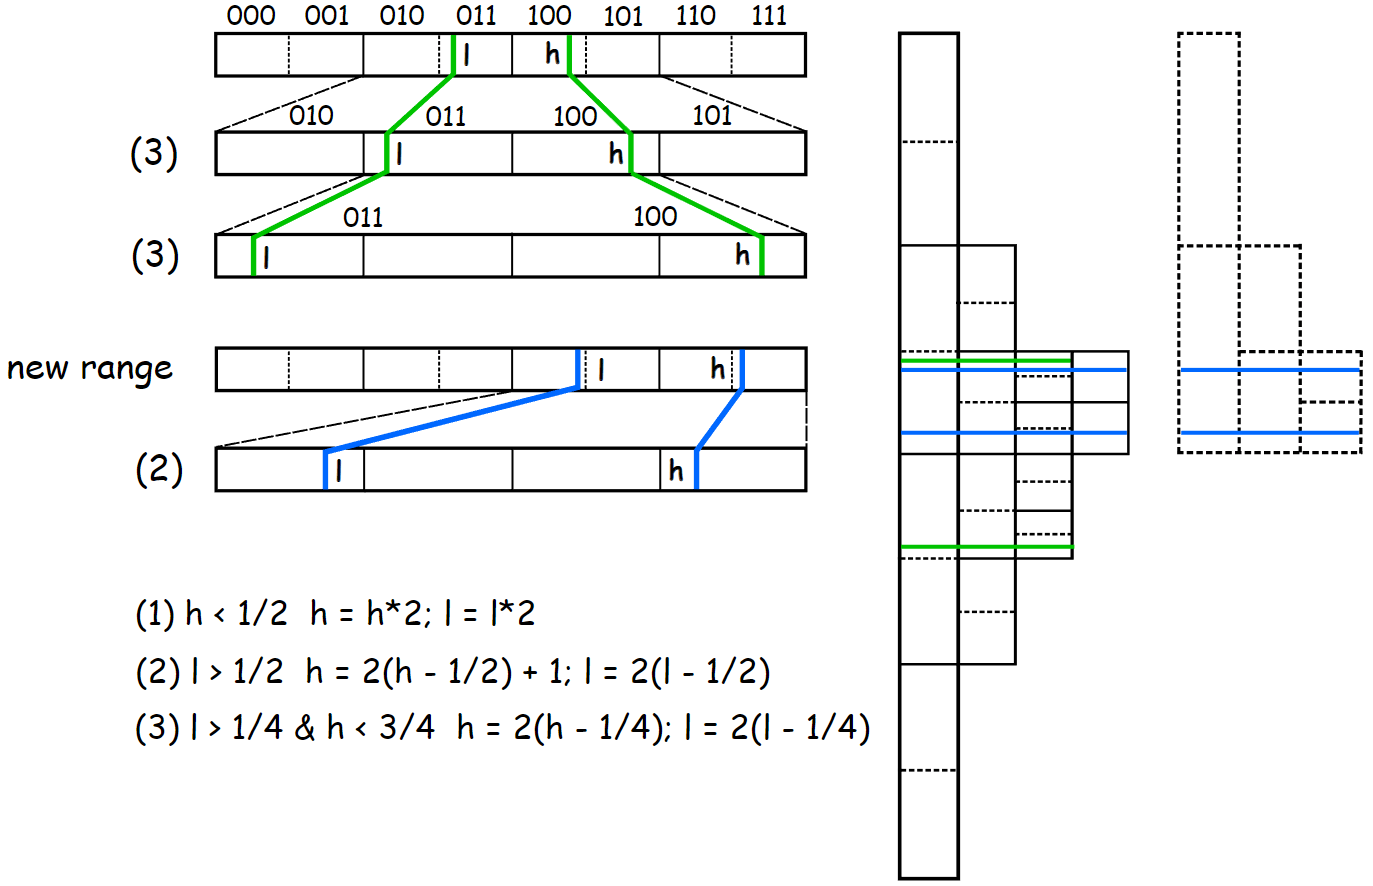 000 001 010 011 100 101 110 111
l h
010 011 100 101
(3) l h
011 100
(3) l h
new range l h
(2) l h
(1) h < 1/2 h = h*2; l = l*2
(2) l > 1/2 h = 2(h - 1/2) + 1; l = 2(l - 1/2)
(3) l > 1/4 & h < 3/4 h = 2(h - 1/4); l = 2(l - 1/4)